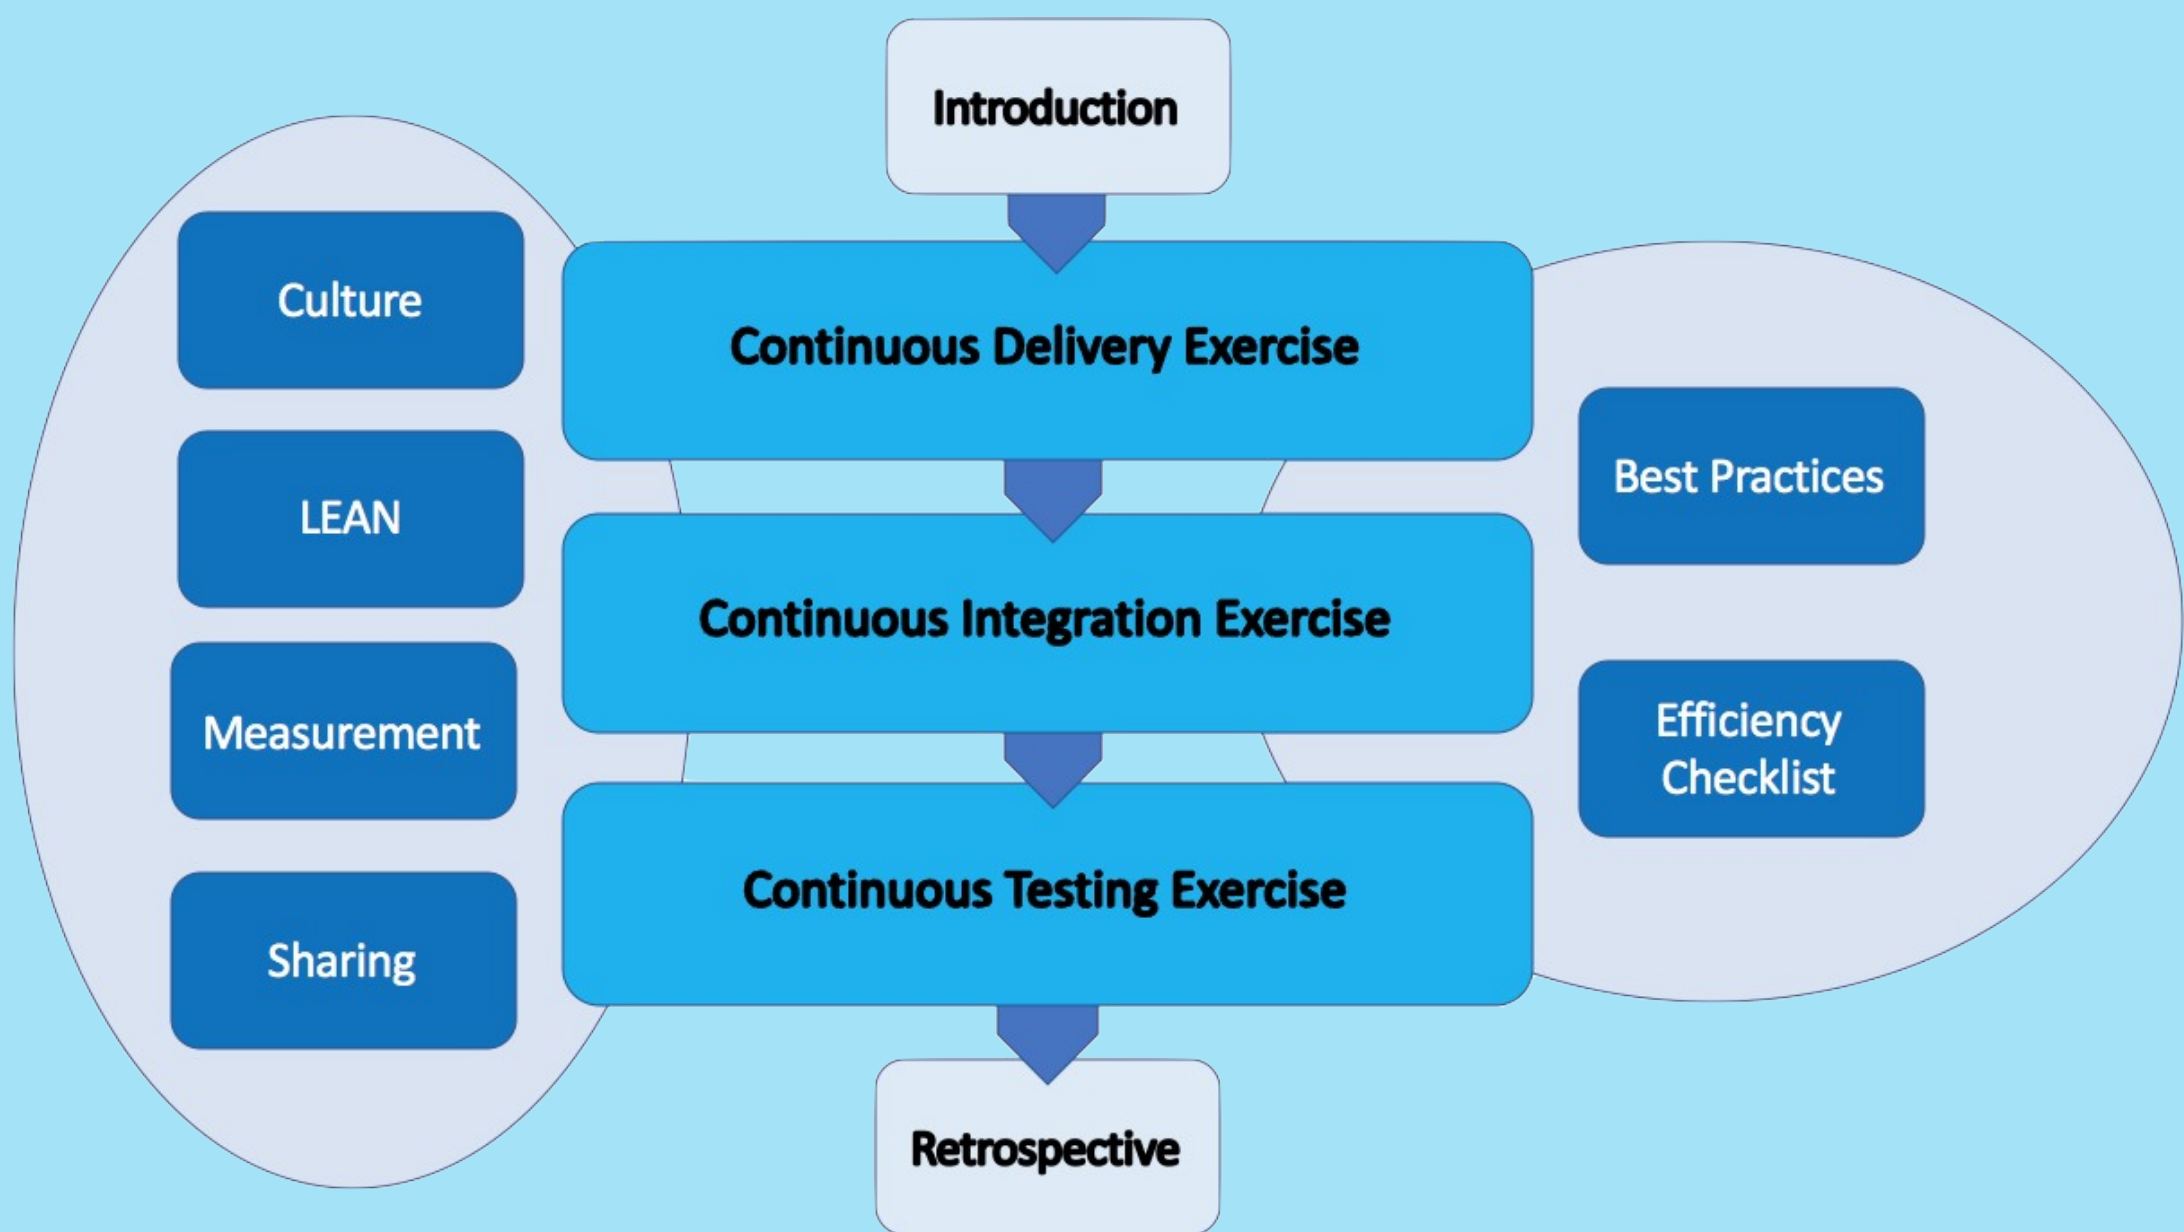 Introduction
Culture
LEAN
Measurement
Sharing
Continuous Delivery Exercise
Continuous Integration Exercise
Continuous Testing Exercise
Best Practices
Efficiency
Checklist
Retrospective